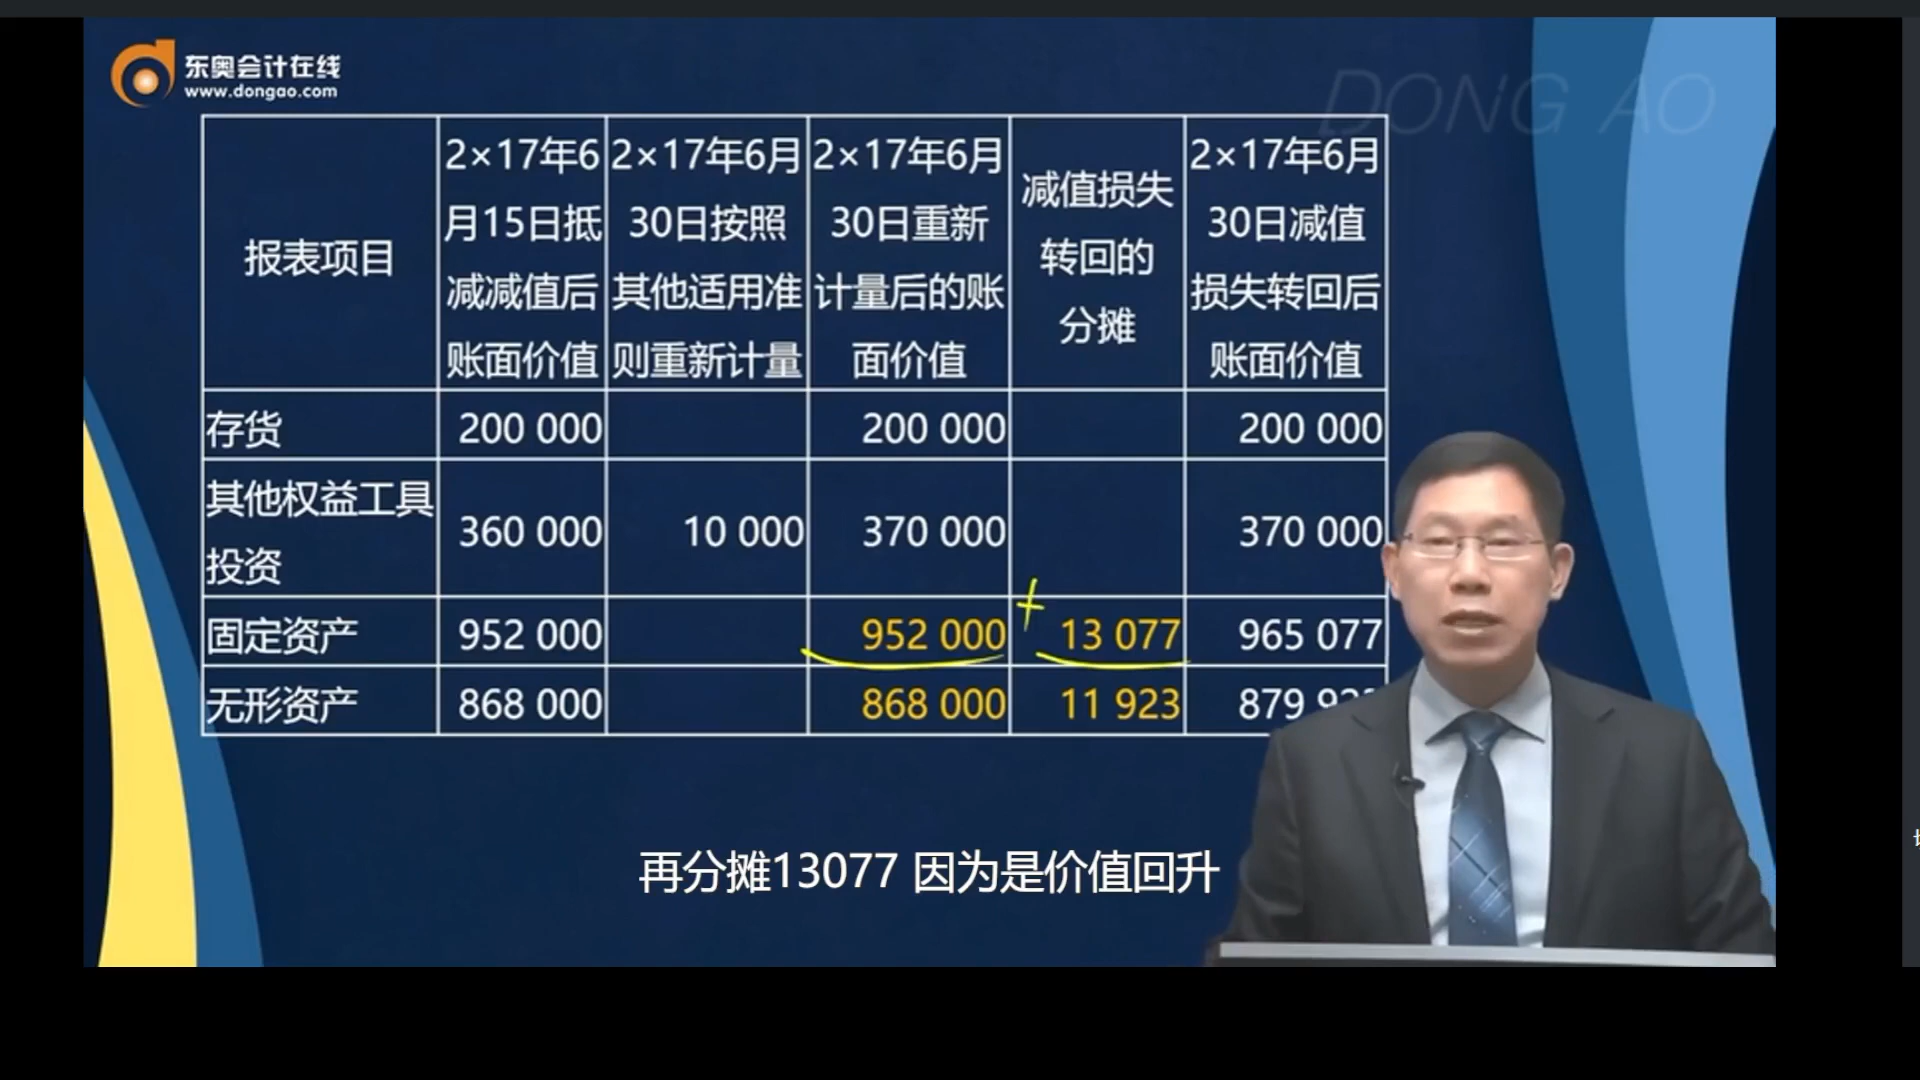 东奥会计在线
www.dongao.com
DONG AO
报表项目
2×17年6
月15日抵
减减值后
账面价值
2×17年6月
30日按照
其他适用准
则重新计量
2×17年6月
30日重新
计量后的账
面价值
减值损失
转回的
分摊
2×17年6月
30日减值
损失转回后
账面价值
存货 200 000 200 000 200 000
其他权益工具
投资
360 000 10 000 370 000 370 000
+
固定资产 952 000 952 000 13 077 965 077
无形资产 868 000 868 000 11 923 879
再分摊13077 因为是价值回升